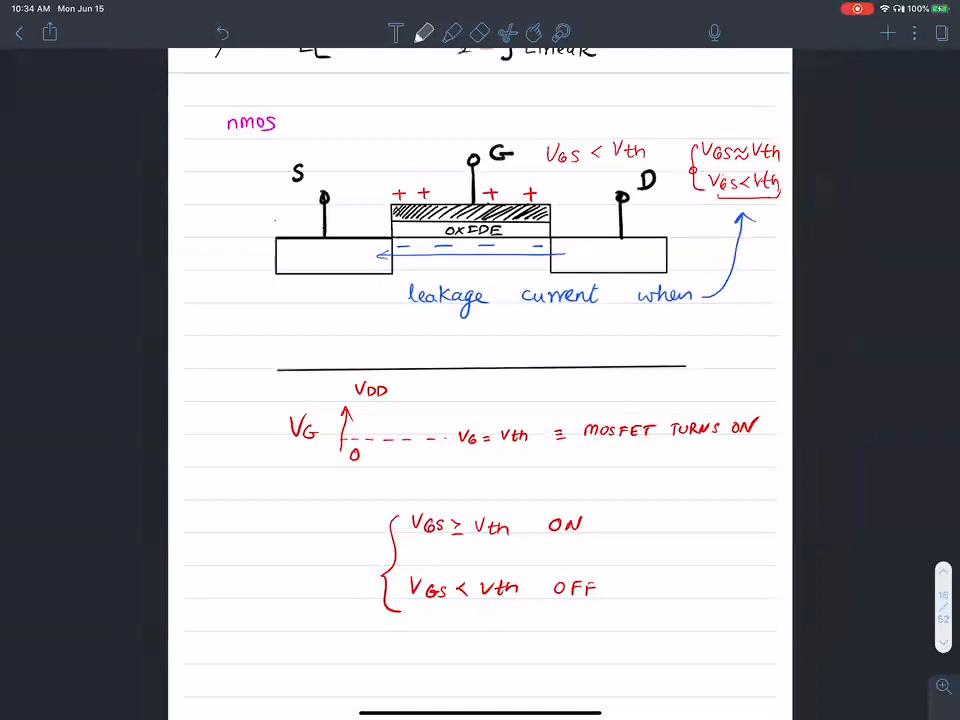 10:34 AM Mon Jun 15
100%
T
Linear
nmos
S
G
VGS < Vth
VGS ≈ Vth
VGS < Vth
D
+ + + +
OXIDE
leakage current when
VDD
VG
VG = Vth ≡ MOSFET TURNS ON
0
VGS ≥ Vth ON
VGS < Vth OFF
16
/
52